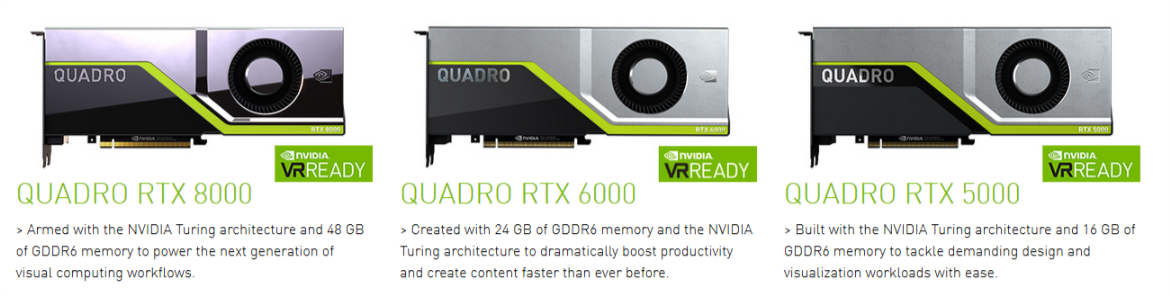 QUADRO
RTX 8000
NVIDIA
NVIDIA
VR READY
QUADRO RTX 8000
> Armed with the NVIDIA Turing architecture and 48 GB
of GDDR6 memory to power the next generation of
visual computing workflows.
QUADRO
RTX 6000
NVIDIA
NVIDIA
VR READY
QUADRO RTX 6000
> Created with 24 GB of GDDR6 memory and the NVIDIA
Turing architecture to dramatically boost productivity
and create content faster than ever before.
QUADRO
RTX 5000
NVIDIA
NVIDIA
VR READY
QUADRO RTX 5000
> Built with the NVIDIA Turing architecture and 16 GB of
GDDR6 memory to tackle demanding design and
visualization workloads with ease.